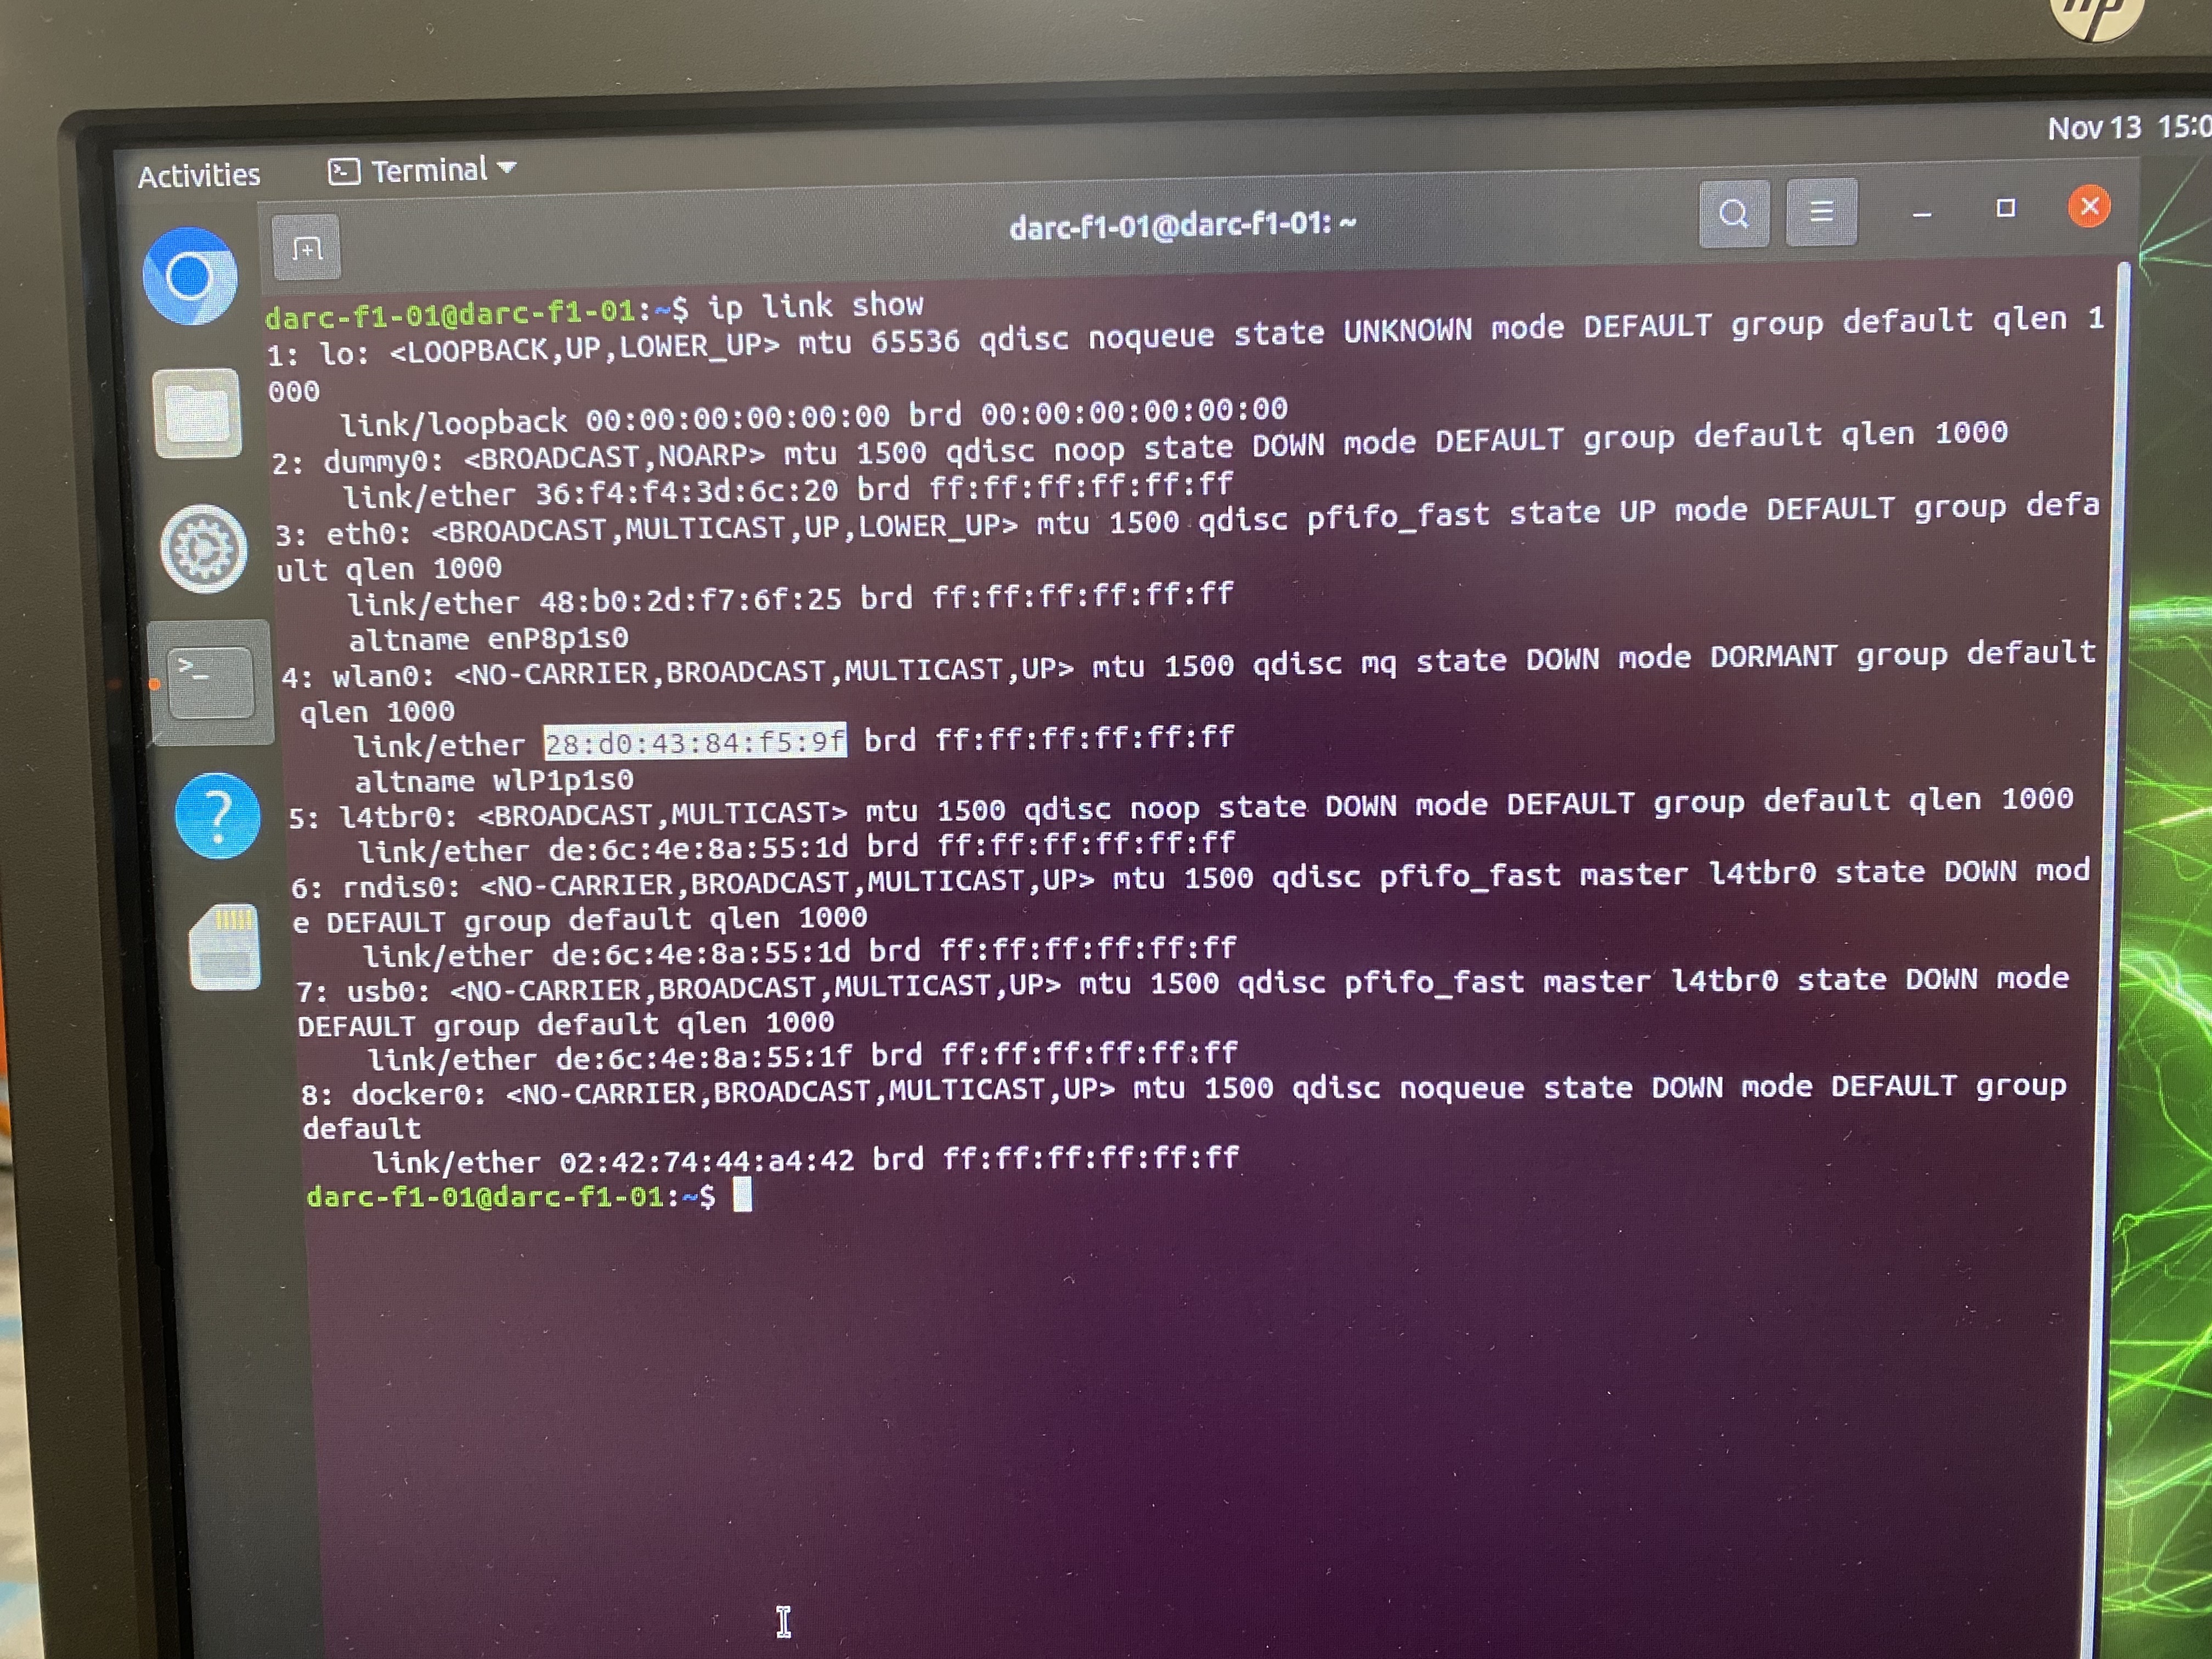 hp
Nov 13 15:0
Activities
Terminal
darc-f1-01@darc-f1-01: ~
darc-f1-01@darc-f1-01:~$ ip link show
1: lo: <LOOPBACK,UP,LOWER_UP> mtu 65536 qdisc noqueue state UNKNOWN mode DEFAULT group default qlen 1
000
    link/loopback 00:00:00:00:00:00 brd 00:00:00:00:00:00
2: dummy0: <BROADCAST,NOARP> mtu 1500 qdisc noop state DOWN mode DEFAULT group default qlen 1000
    link/ether 36:f4:f4:3d:6c:20 brd ff:ff:ff:ff:ff:ff
3: eth0: <BROADCAST,MULTICAST,UP,LOWER_UP> mtu 1500 qdisc pfifo_fast state UP mode DEFAULT group defa
ult qlen 1000
    link/ether 48:b0:2d:f7:6f:25 brd ff:ff:ff:ff:ff:ff
    altname enP8p1s0
4: wlan0: <NO-CARRIER,BROADCAST,MULTICAST,UP> mtu 1500 qdisc mq state DOWN mode DORMANT group default
 qlen 1000
    link/ether 28:d0:43:84:f5:9f brd ff:ff:ff:ff:ff:ff
    altname wlP1p1s0
5: l4tbr0: <BROADCAST,MULTICAST> mtu 1500 qdisc noop state DOWN mode DEFAULT group default qlen 1000
    link/ether de:6c:4e:8a:55:1d brd ff:ff:ff:ff:ff:ff
6: rndis0: <NO-CARRIER,BROADCAST,MULTICAST,UP> mtu 1500 qdisc pfifo_fast master l4tbr0 state DOWN mod
e DEFAULT group default qlen 1000
    link/ether de:6c:4e:8a:55:1d brd ff:ff:ff:ff:ff:ff
7: usb0: <NO-CARRIER,BROADCAST,MULTICAST,UP> mtu 1500 qdisc pfifo_fast master l4tbr0 state DOWN mode
DEFAULT group default qlen 1000
    link/ether de:6c:4e:8a:55:1f brd ff:ff:ff:ff:ff:ff
8: docker0: <NO-CARRIER,BROADCAST,MULTICAST,UP> mtu 1500 qdisc noqueue state DOWN mode DEFAULT group
default
    link/ether 02:42:74:44:a4:42 brd ff:ff:ff:ff:ff:ff
darc-f1-01@darc-f1-01:~$